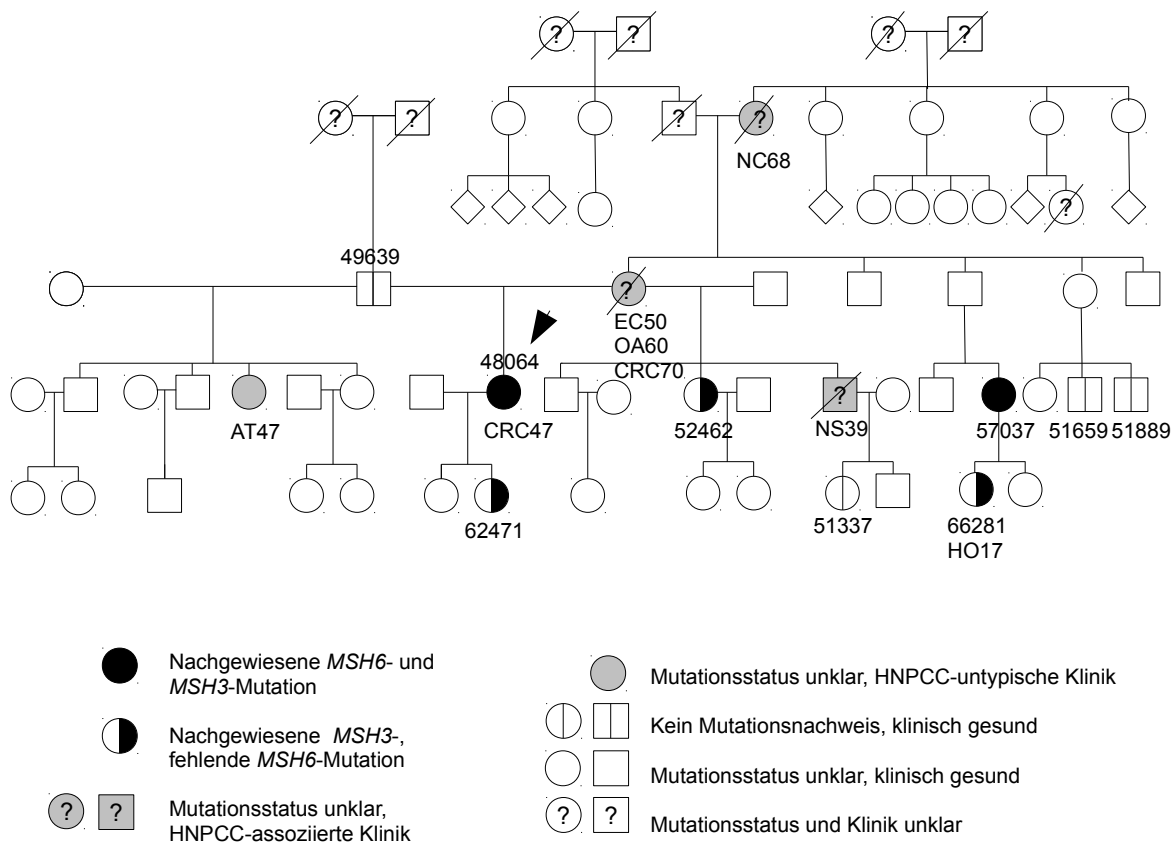 ? ? ? ?
? ? ? ?
NC68
?
49639
?
EC50
OA60
CRC70
48064
?
AT47
CRC47
52462
NS39
57037
51659 51889
62471
51337
66281
HO17
Nachgewiesene MSH6- und
MSH3-Mutation
Nachgewiesene MSH3-,
fehlende MSH6-Mutation
? ? Mutationsstatus unklar,
HNPCC-assoziierte Klinik
Mutationsstatus unklar, HNPCC-untypische Klinik
Kein Mutationsnachweis, klinisch gesund
Mutationsstatus unklar, klinisch gesund
? ? Mutationsstatus und Klinik unklar